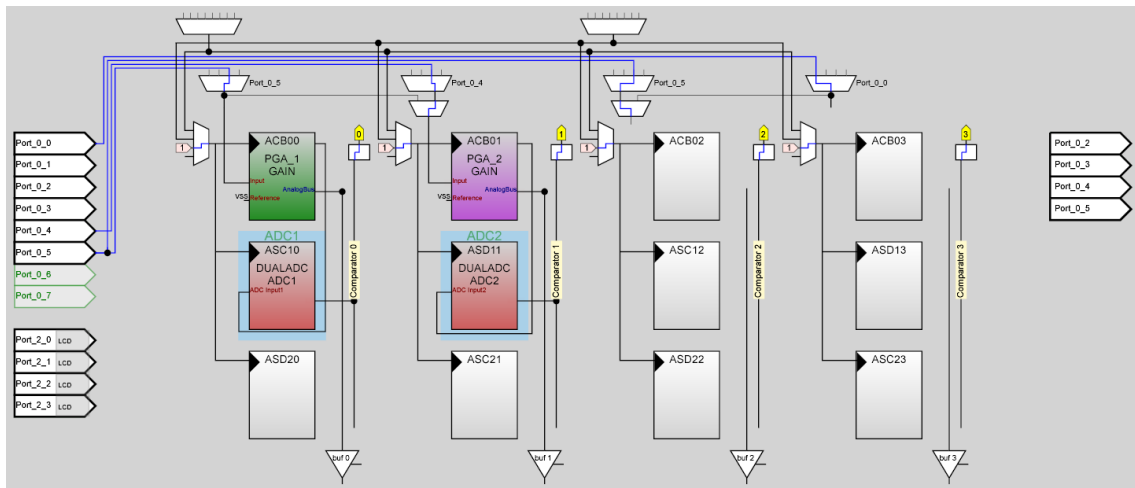 Port_0_5
Port_0_4
Port_0_5
Port_0_0
Port_0_0
Port_0_1
Port_0_2
Port_0_3
Port_0_4
Port_0_5
Port_0_6
Port_0_7
Port_2_0 LCD
Port_2_1 LCD
Port_2_2 LCD
Port_2_3 LCD
1
ACB00
PGA_1
GAIN
Input
AnalogBus
VSS Reference
ADC1
ASC10
DUALADC
ADC1
ADC Input1
ASD20
0
Comparator 0
buf 0
1
ACB01
PGA_2
GAIN
Input
AnalogBus
VSS Reference
ADC2
ASD11
DUALADC
ADC2
ADC Input2
ASC21
1
Comparator 1
buf 1
1
ACB02
ASC12
ASD22
2
Comparator 2
buf 2
1
ACB03
ASD13
ASC23
3
Comparator 3
buf 3
Port_0_2
Port_0_3
Port_0_4
Port_0_5